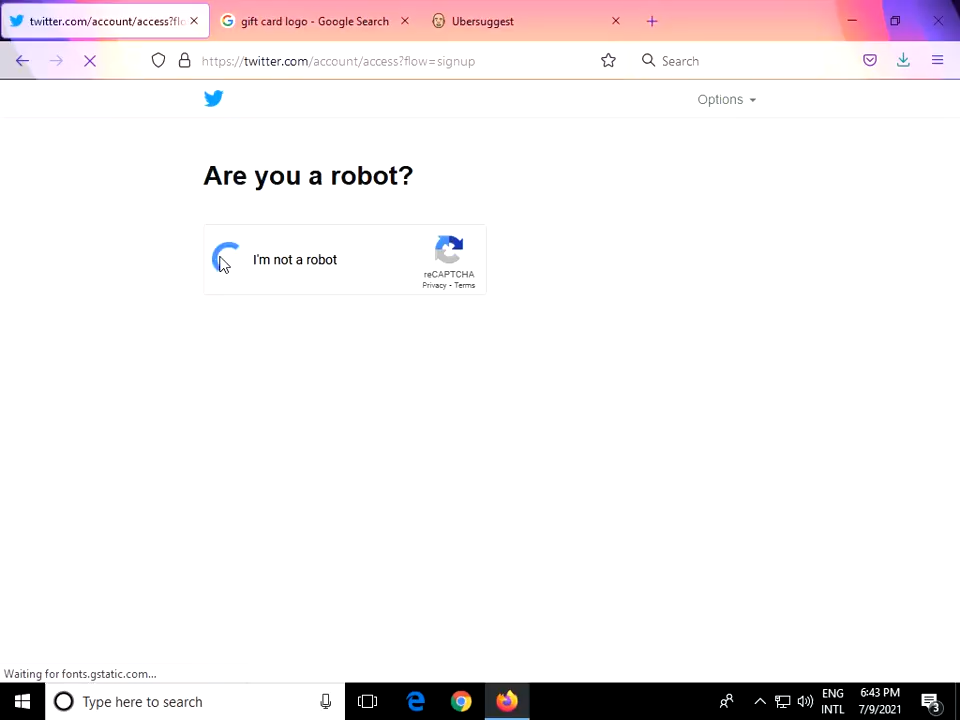 twitter.com/account/access?flo
gift card logo - Google Search
Ubersuggest
https://twitter.com/account/access?flow=signup
Search
Options
Are you a robot?
I'm not a robot
reCAPTCHA
Privacy - Terms
Waiting for fonts.gstatic.com...
Type here to search
ENG
INTL
6:43 PM
7/9/2021
3